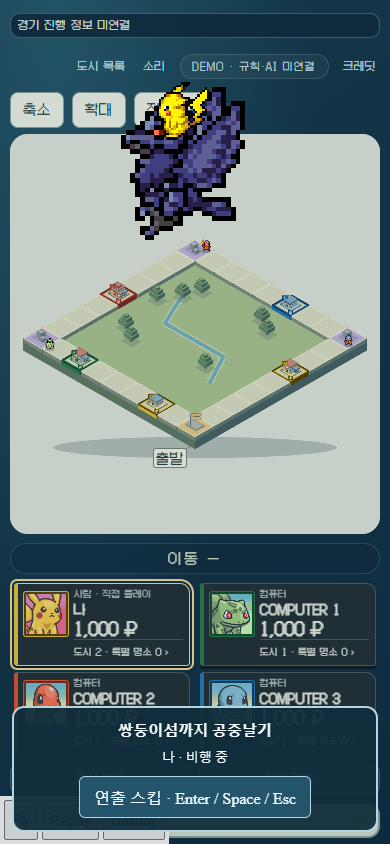 경기 진행 정보 미연결
도시 목록 소리 DEMO · 규칙·AI 미연결 크레딧
축소 확대
출발
이동 —
사람 · 직접 플레이
나
1,000 ₽
도시 2 · 특별 명소 0 ›
컴퓨터
COMPUTER 1
1,000 ₽
도시 1 · 특별 명소 0 ›
컴퓨터
COMPUTER 2
컴퓨터
COMPUTER 3
쌍둥이섬까지 공중날기
나 · 비행 중
연출 스킵 · Enter / Space / Esc